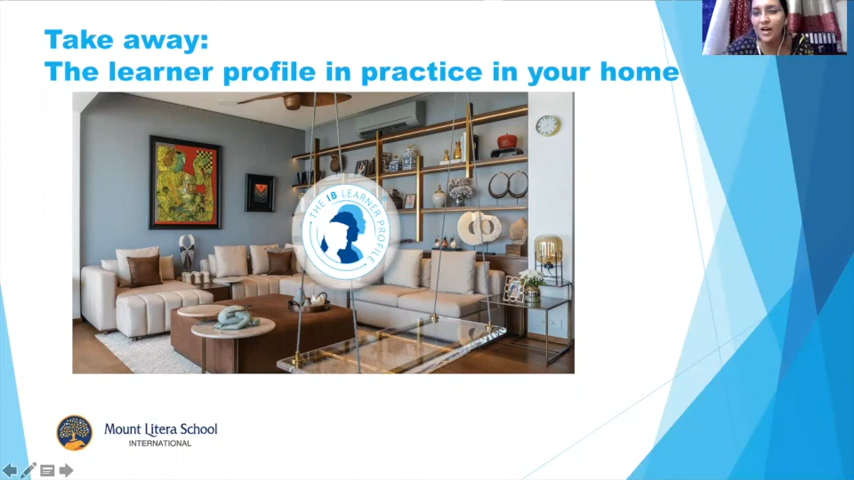 Take away:
The learner profile in practice in your home
THE IB LEARNER PROFILE
Mount Litera School
INTERNATIONAL